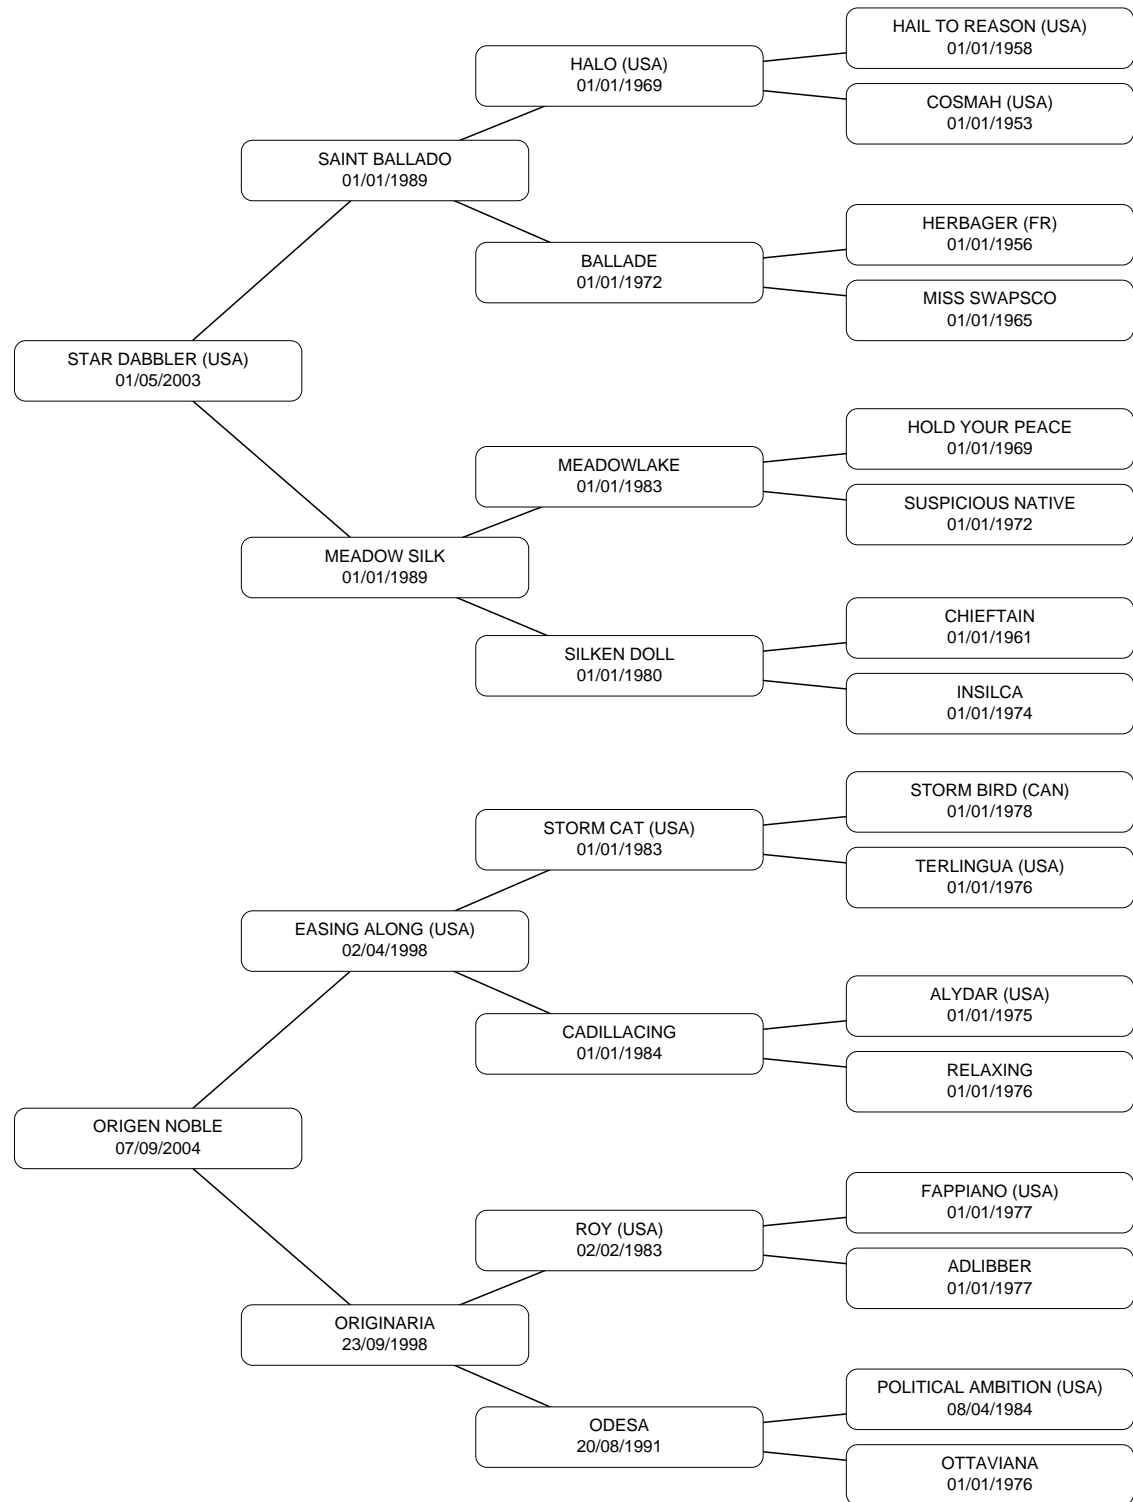 HAIL TO REASON (USA)
01/01/1958
HALO (USA)
01/01/1969
COSMAH (USA)
01/01/1953
SAINT BALLADO
01/01/1989
HERBAGER (FR)
01/01/1956
BALLADE
01/01/1972
MISS SWAPSCO
01/01/1965
STAR DABBLER (USA)
01/05/2003
HOLD YOUR PEACE
01/01/1969
MEADOWLAKE
01/01/1983
SUSPICIOUS NATIVE
01/01/1972
MEADOW SILK
01/01/1989
CHIEFTAIN
01/01/1961
SILKEN DOLL
01/01/1980
INSILCA
01/01/1974
STORM BIRD (CAN)
01/01/1978
STORM CAT (USA)
01/01/1983
TERLINGUA (USA)
01/01/1976
EASING ALONG (USA)
02/04/1998
ALYDAR (USA)
01/01/1975
CADILLACING
01/01/1984
RELAXING
01/01/1976
ORIGEN NOBLE
07/09/2004
FAPPIANO (USA)
01/01/1977
ROY (USA)
02/02/1983
ADLIBBER
01/01/1977
ORIGINARIA
23/09/1998
POLITICAL AMBITION (USA)
08/04/1984
ODESA
20/08/1991
OTTAVIANA
01/01/1976